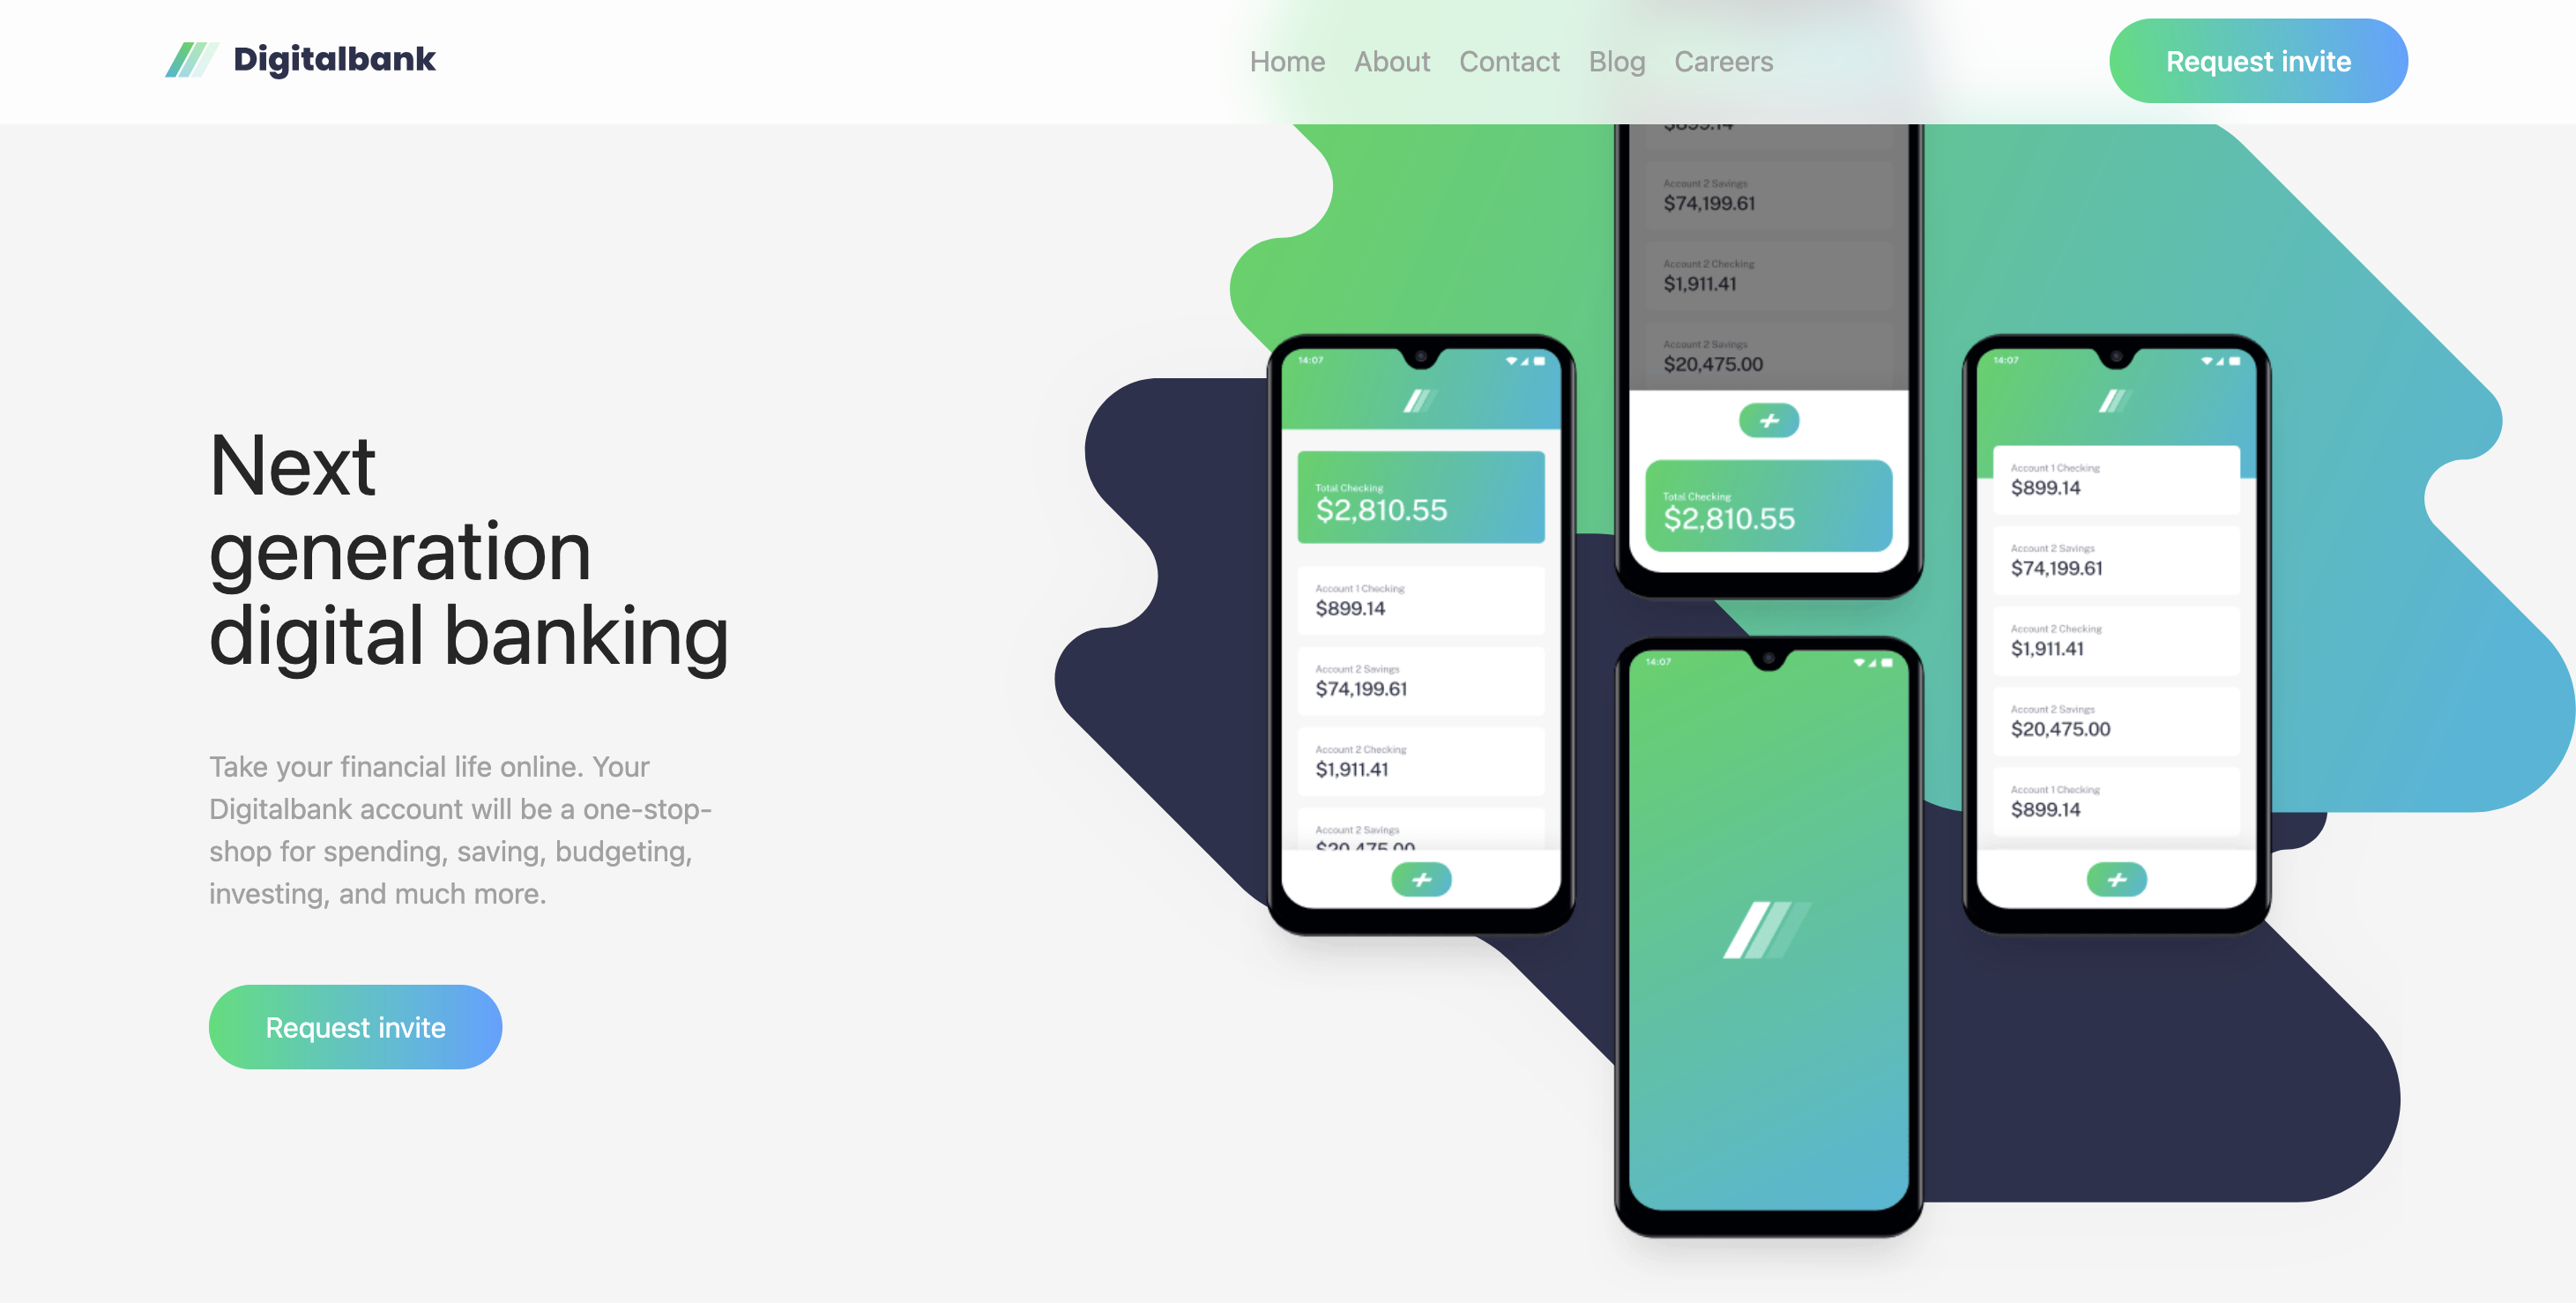 Digitalbank
Home About Contact Blog Careers
Request invite
Next
generation
digital banking
Take your financial life online. Your
Digitalbank account will be a one-stop-
shop for spending, saving, budgeting,
investing, and much more.
Request invite
14:07
Total Checking
$2,810.55
Account 1 Checking
$899.14
Account 2 Savings
$74,199.61
Account 2 Checking
$1,911.41
Account 2 Savings
$20,475.00
$899.14
Account 2 Savings
$74,199.61
Account 2 Checking
$1,911.41
Account 2 Savings
$20,475.00
Total Checking
$2,810.55
14:07
14:07
Account 1 Checking
$899.14
Account 2 Savings
$74,199.61
Account 2 Checking
$1,911.41
Account 2 Savings
$20,475.00
Account 1 Checking
$899.14